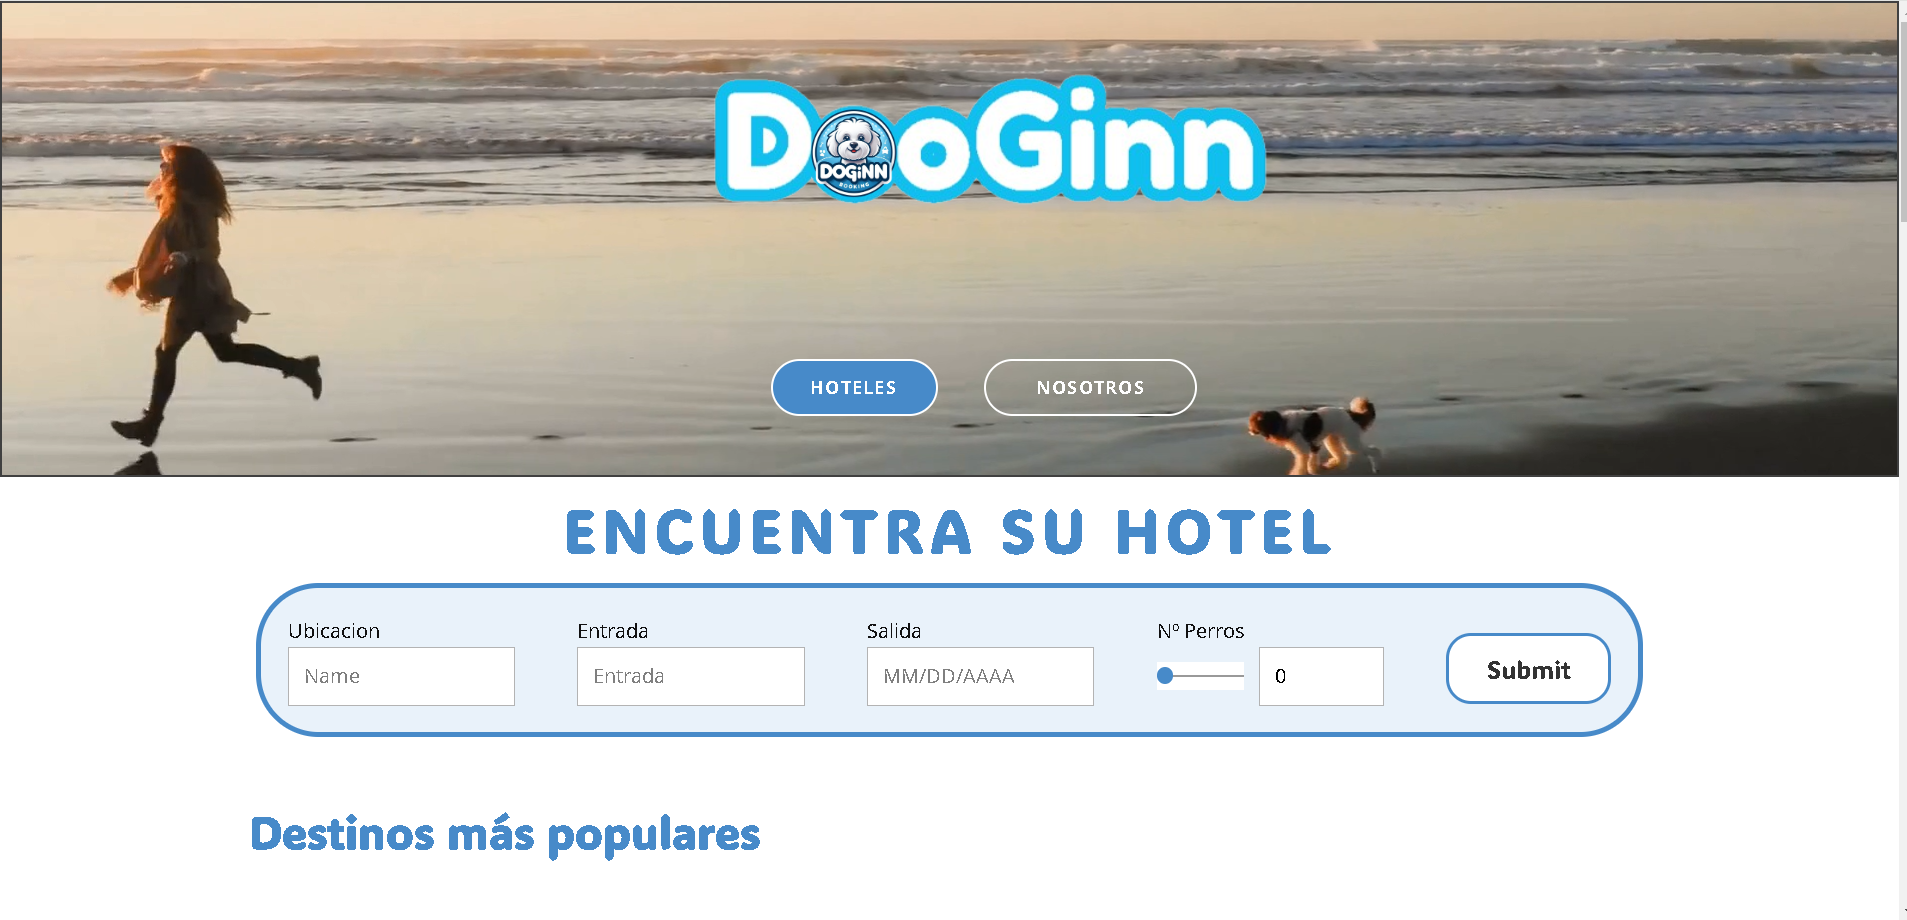 DooGinn
DOGiNN
BOOKING
HOTELES
NOSOTROS
ENCUENTRA SU HOTEL
Ubicacion
Entrada
Salida
Nº Perros
Name
Entrada
MM/DD/AAAA
0
Submit
Destinos más populares